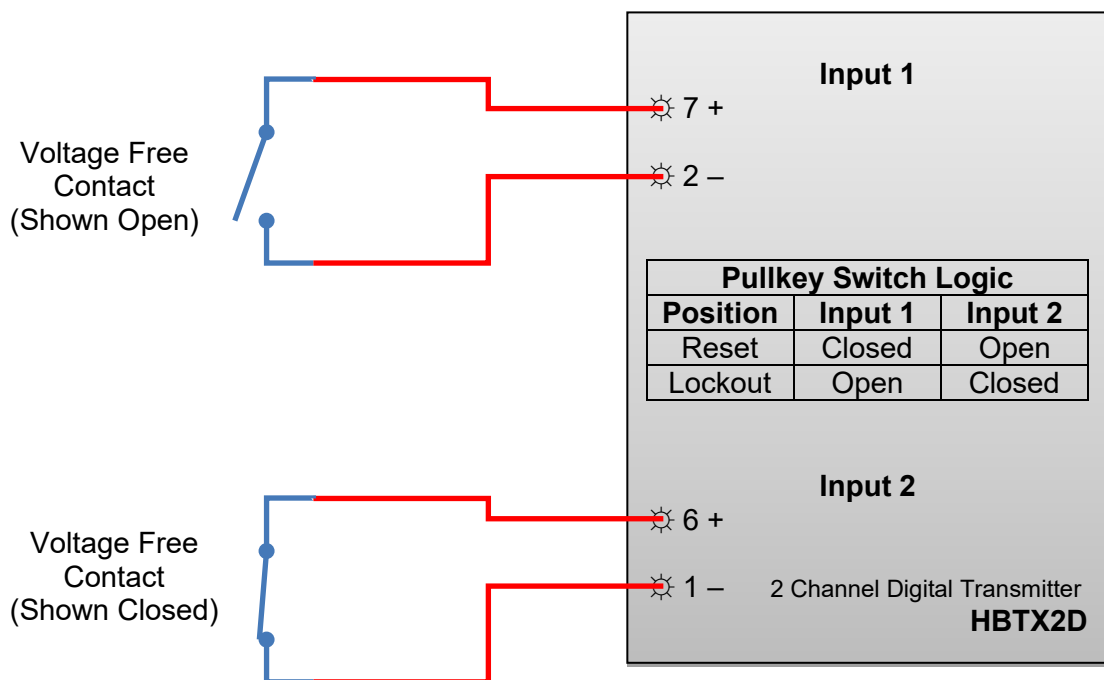 Voltage Free
Contact
(Shown Open)
Input 1
7 +
2 –
Pullkey Switch Logic
Position Input 1 Input 2
Reset Closed Open
Lockout Open Closed
Input 2
Voltage Free
Contact
(Shown Closed)
6 +
1 – 2 Channel Digital Transmitter
HBTX2D